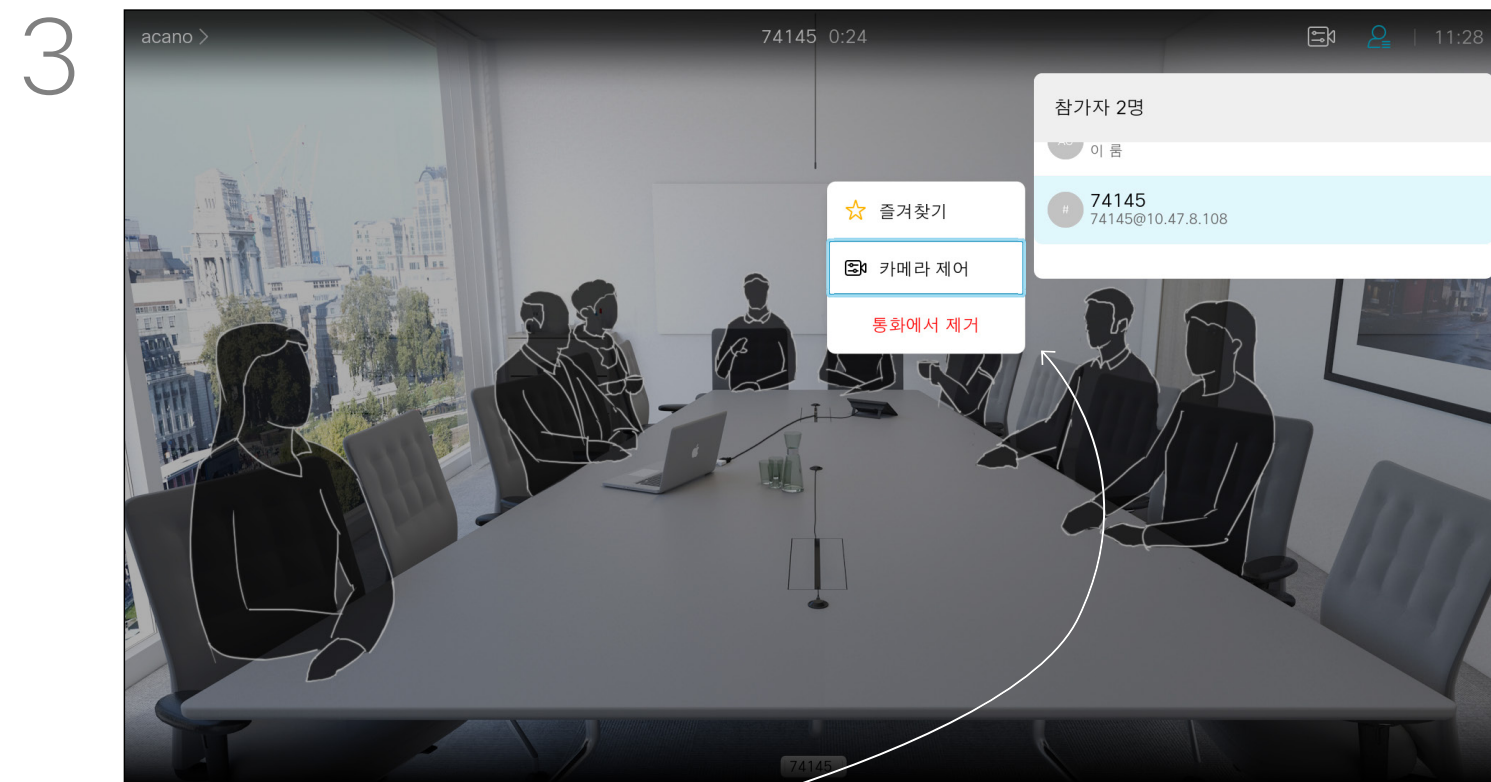 3
acano >
74145 0:24
11:28
참가자 2명
이 룸
74145
#
74145@10.47.8.108
즐겨찾기
카메라 제어
통화에서 제거
74145